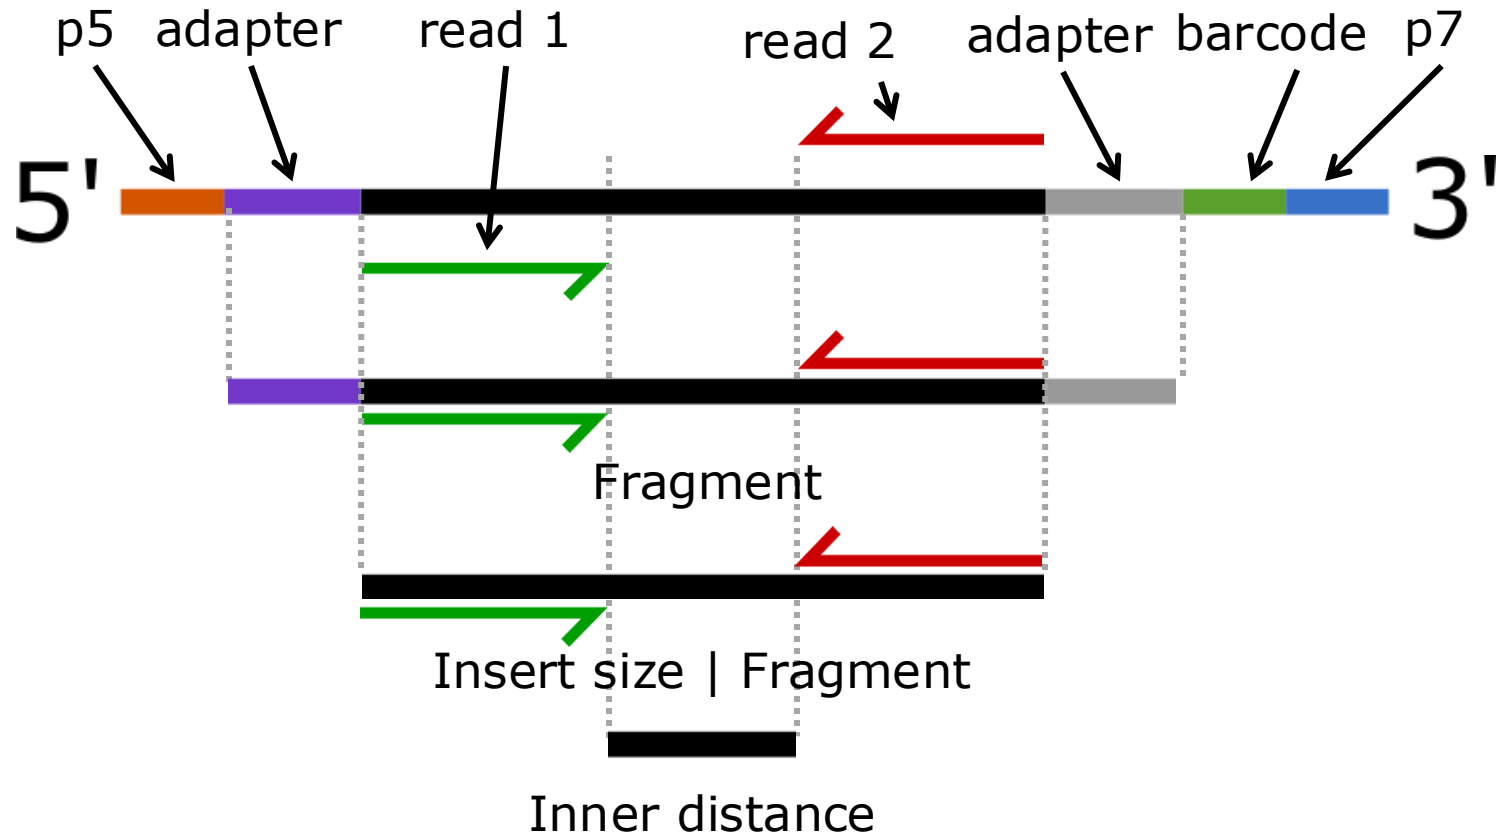 p5 adapter read 1 read 2 adapter barcode p7
5' 3'
Fragment
Insert size | Fragment
Inner distance